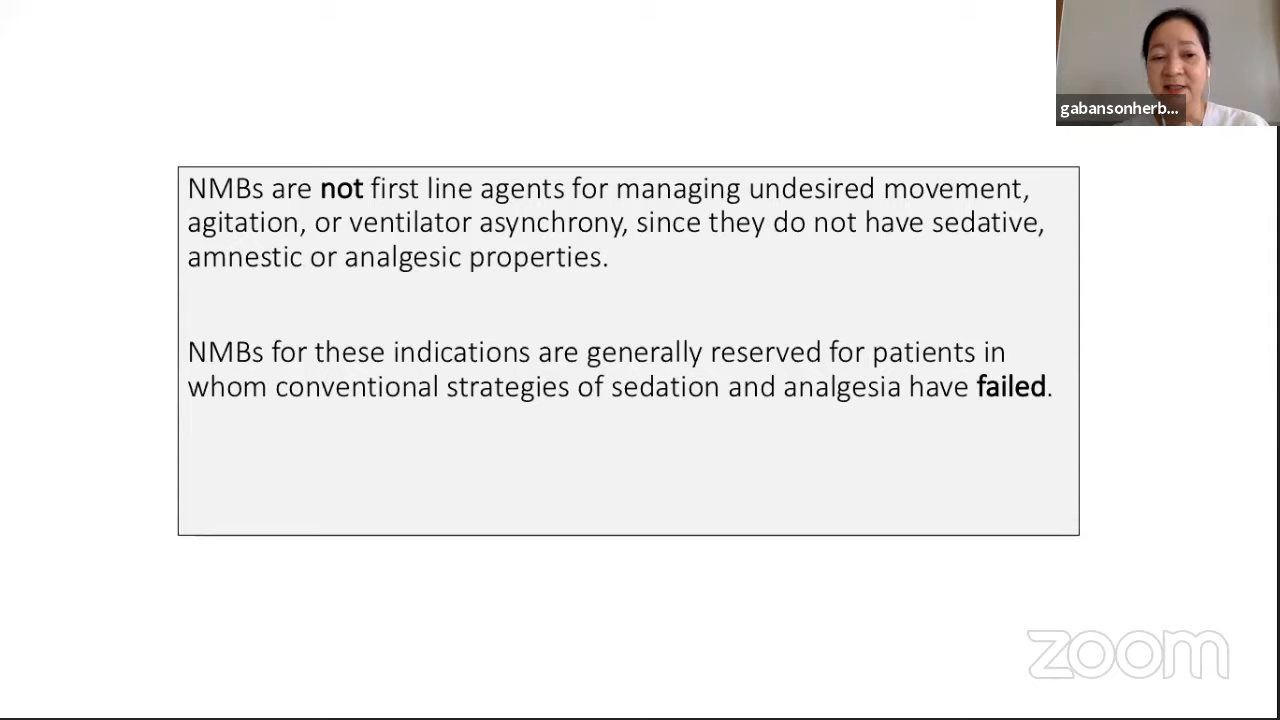 gabansonherb...
NMBs are not first line agents for managing undesired movement,
agitation, or ventilator asynchrony, since they do not have sedative,
amnestic or analgesic properties.
NMBs for these indications are generally reserved for patients in
whom conventional strategies of sedation and analgesia have failed.
zoom